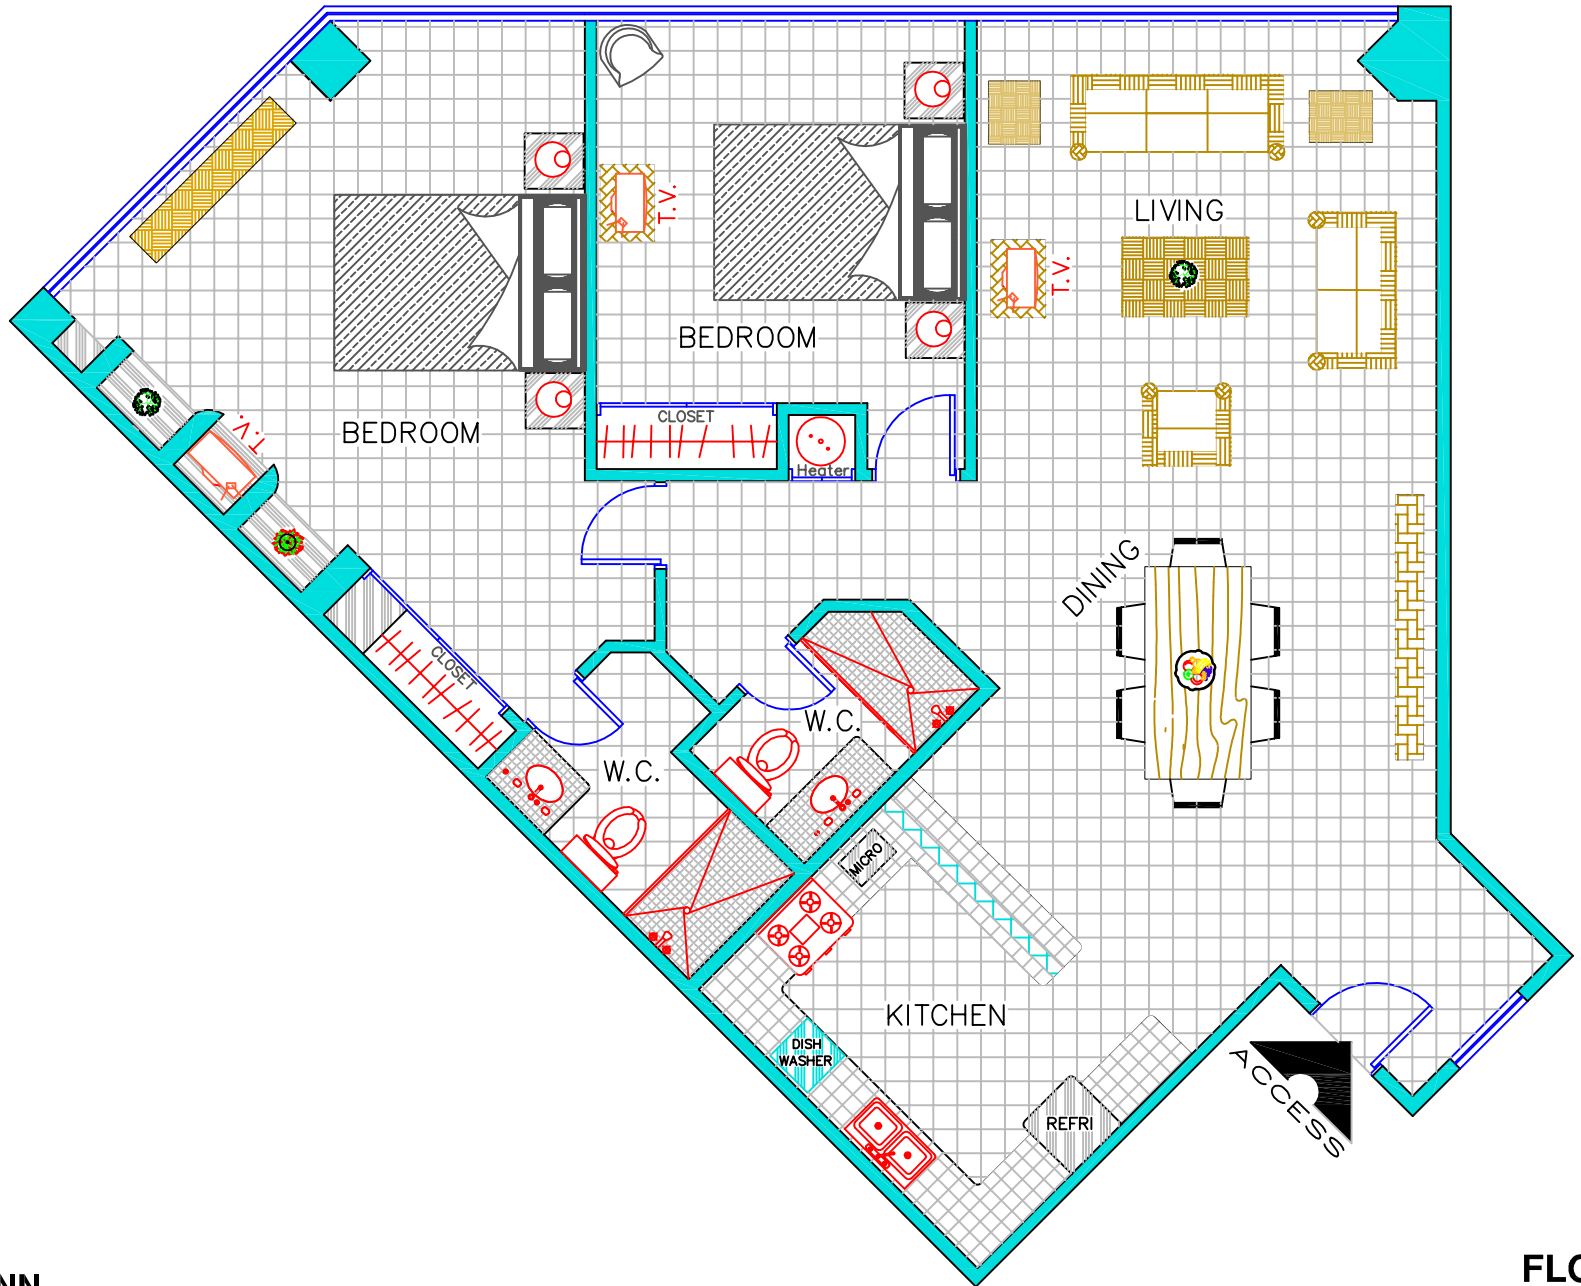 LIVING
T.V.
T.V.
BEDROOM
CLOSET
BEDROOM
T.V.
Heater
DINING
CLOSET
W.C.
W.C.
MICRO
KITCHEN
DISH
WASHER
REFRI
ACCESS